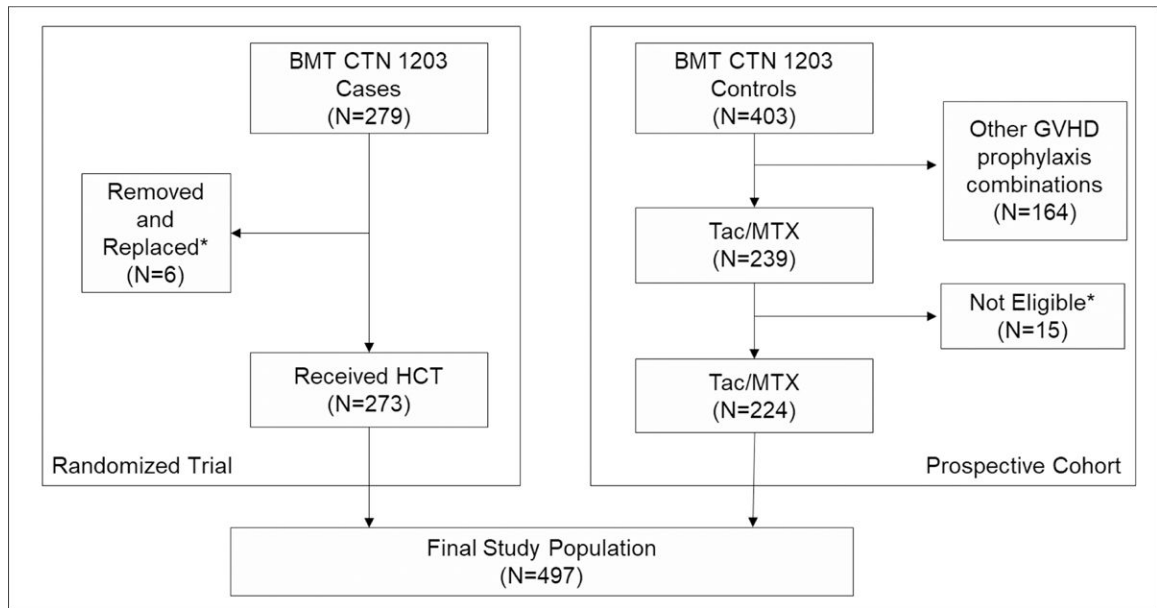 BMT CTN 1203
Cases
(N=279)
Removed
and
Replaced*
(N=6)
Received HCT
(N=273)
Randomized Trial
BMT CTN 1203
Controls
(N=403)
Other GVHD
prophylaxis
combinations
(N=164)
Tac/MTX
(N=239)
Not Eligible*
(N=15)
Tac/MTX
(N=224)
Prospective Cohort
Final Study Population
(N=497)